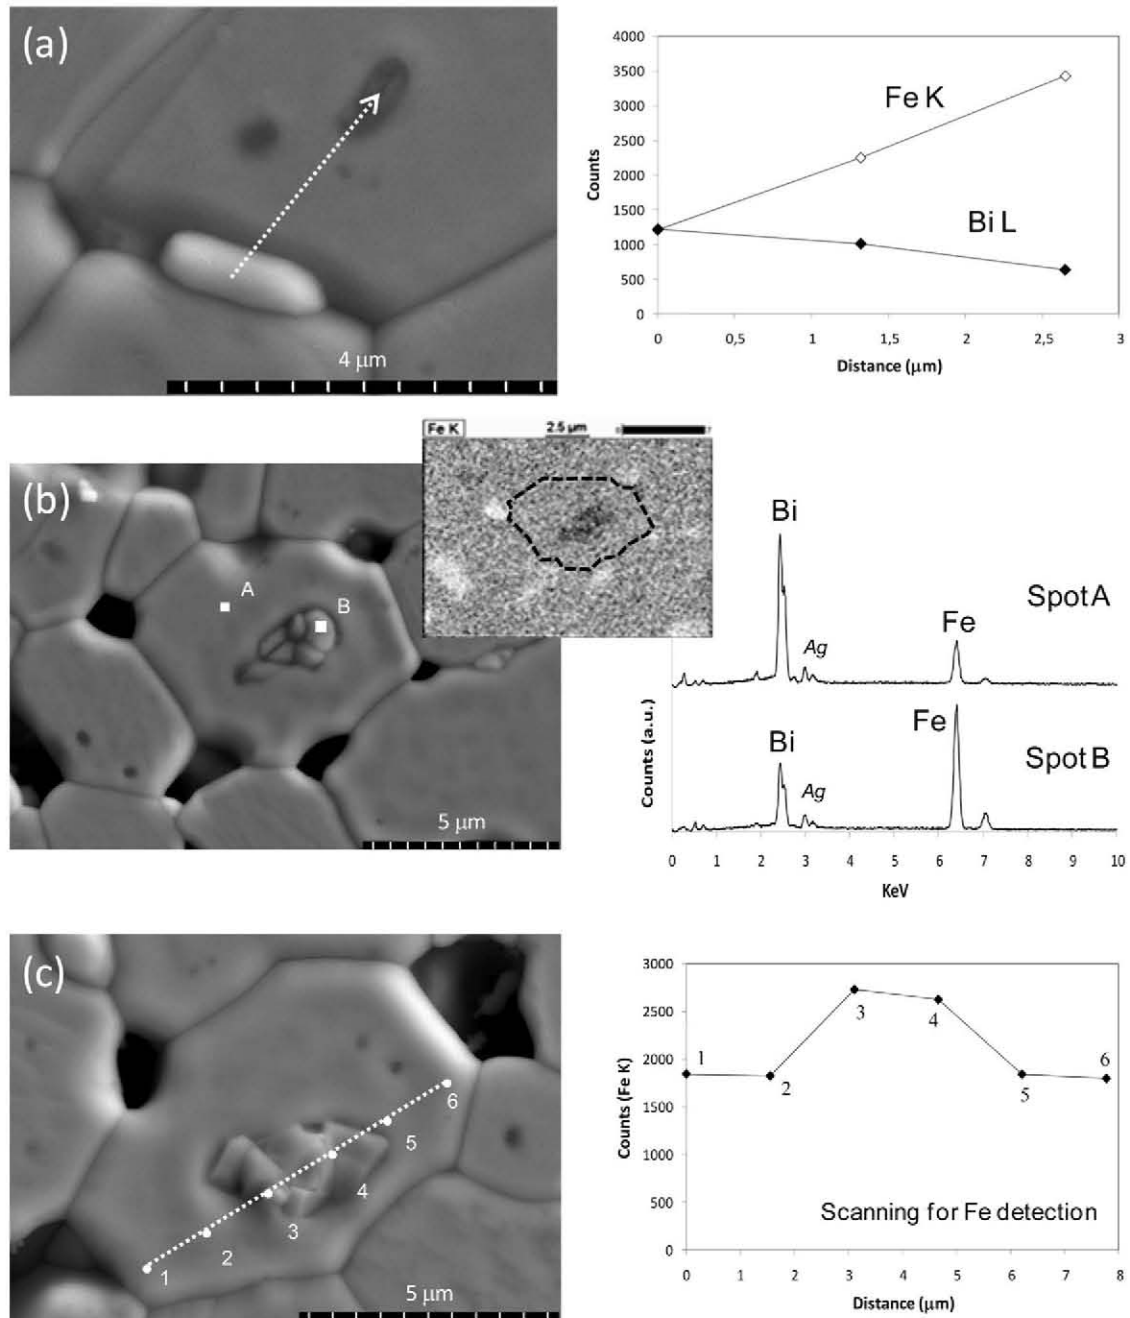 (a)
4 μm
4000
3500
3000
2500
2000
1500
1000
500
0
Counts
Fe K
Bi L
0 0,5 1 1,5 2 2,5 3
Distance (μm)
(b)
A
B
5 μm
Fe K
2.5 μm
Bi
Ag
Fe
Spot A
Bi
Ag
Fe
Spot B
Counts (a.u.)
0 1 2 3 4 5 6 7 8 9 10
KeV
(c)
1
2
3
4
5
6
5 μm
3000
2500
2000
1500
1000
500
0
Counts (Fe K)
1
2
3
4
5
6
Scanning for Fe detection
0 1 2 3 4 5 6 7 8
Distance (μm)